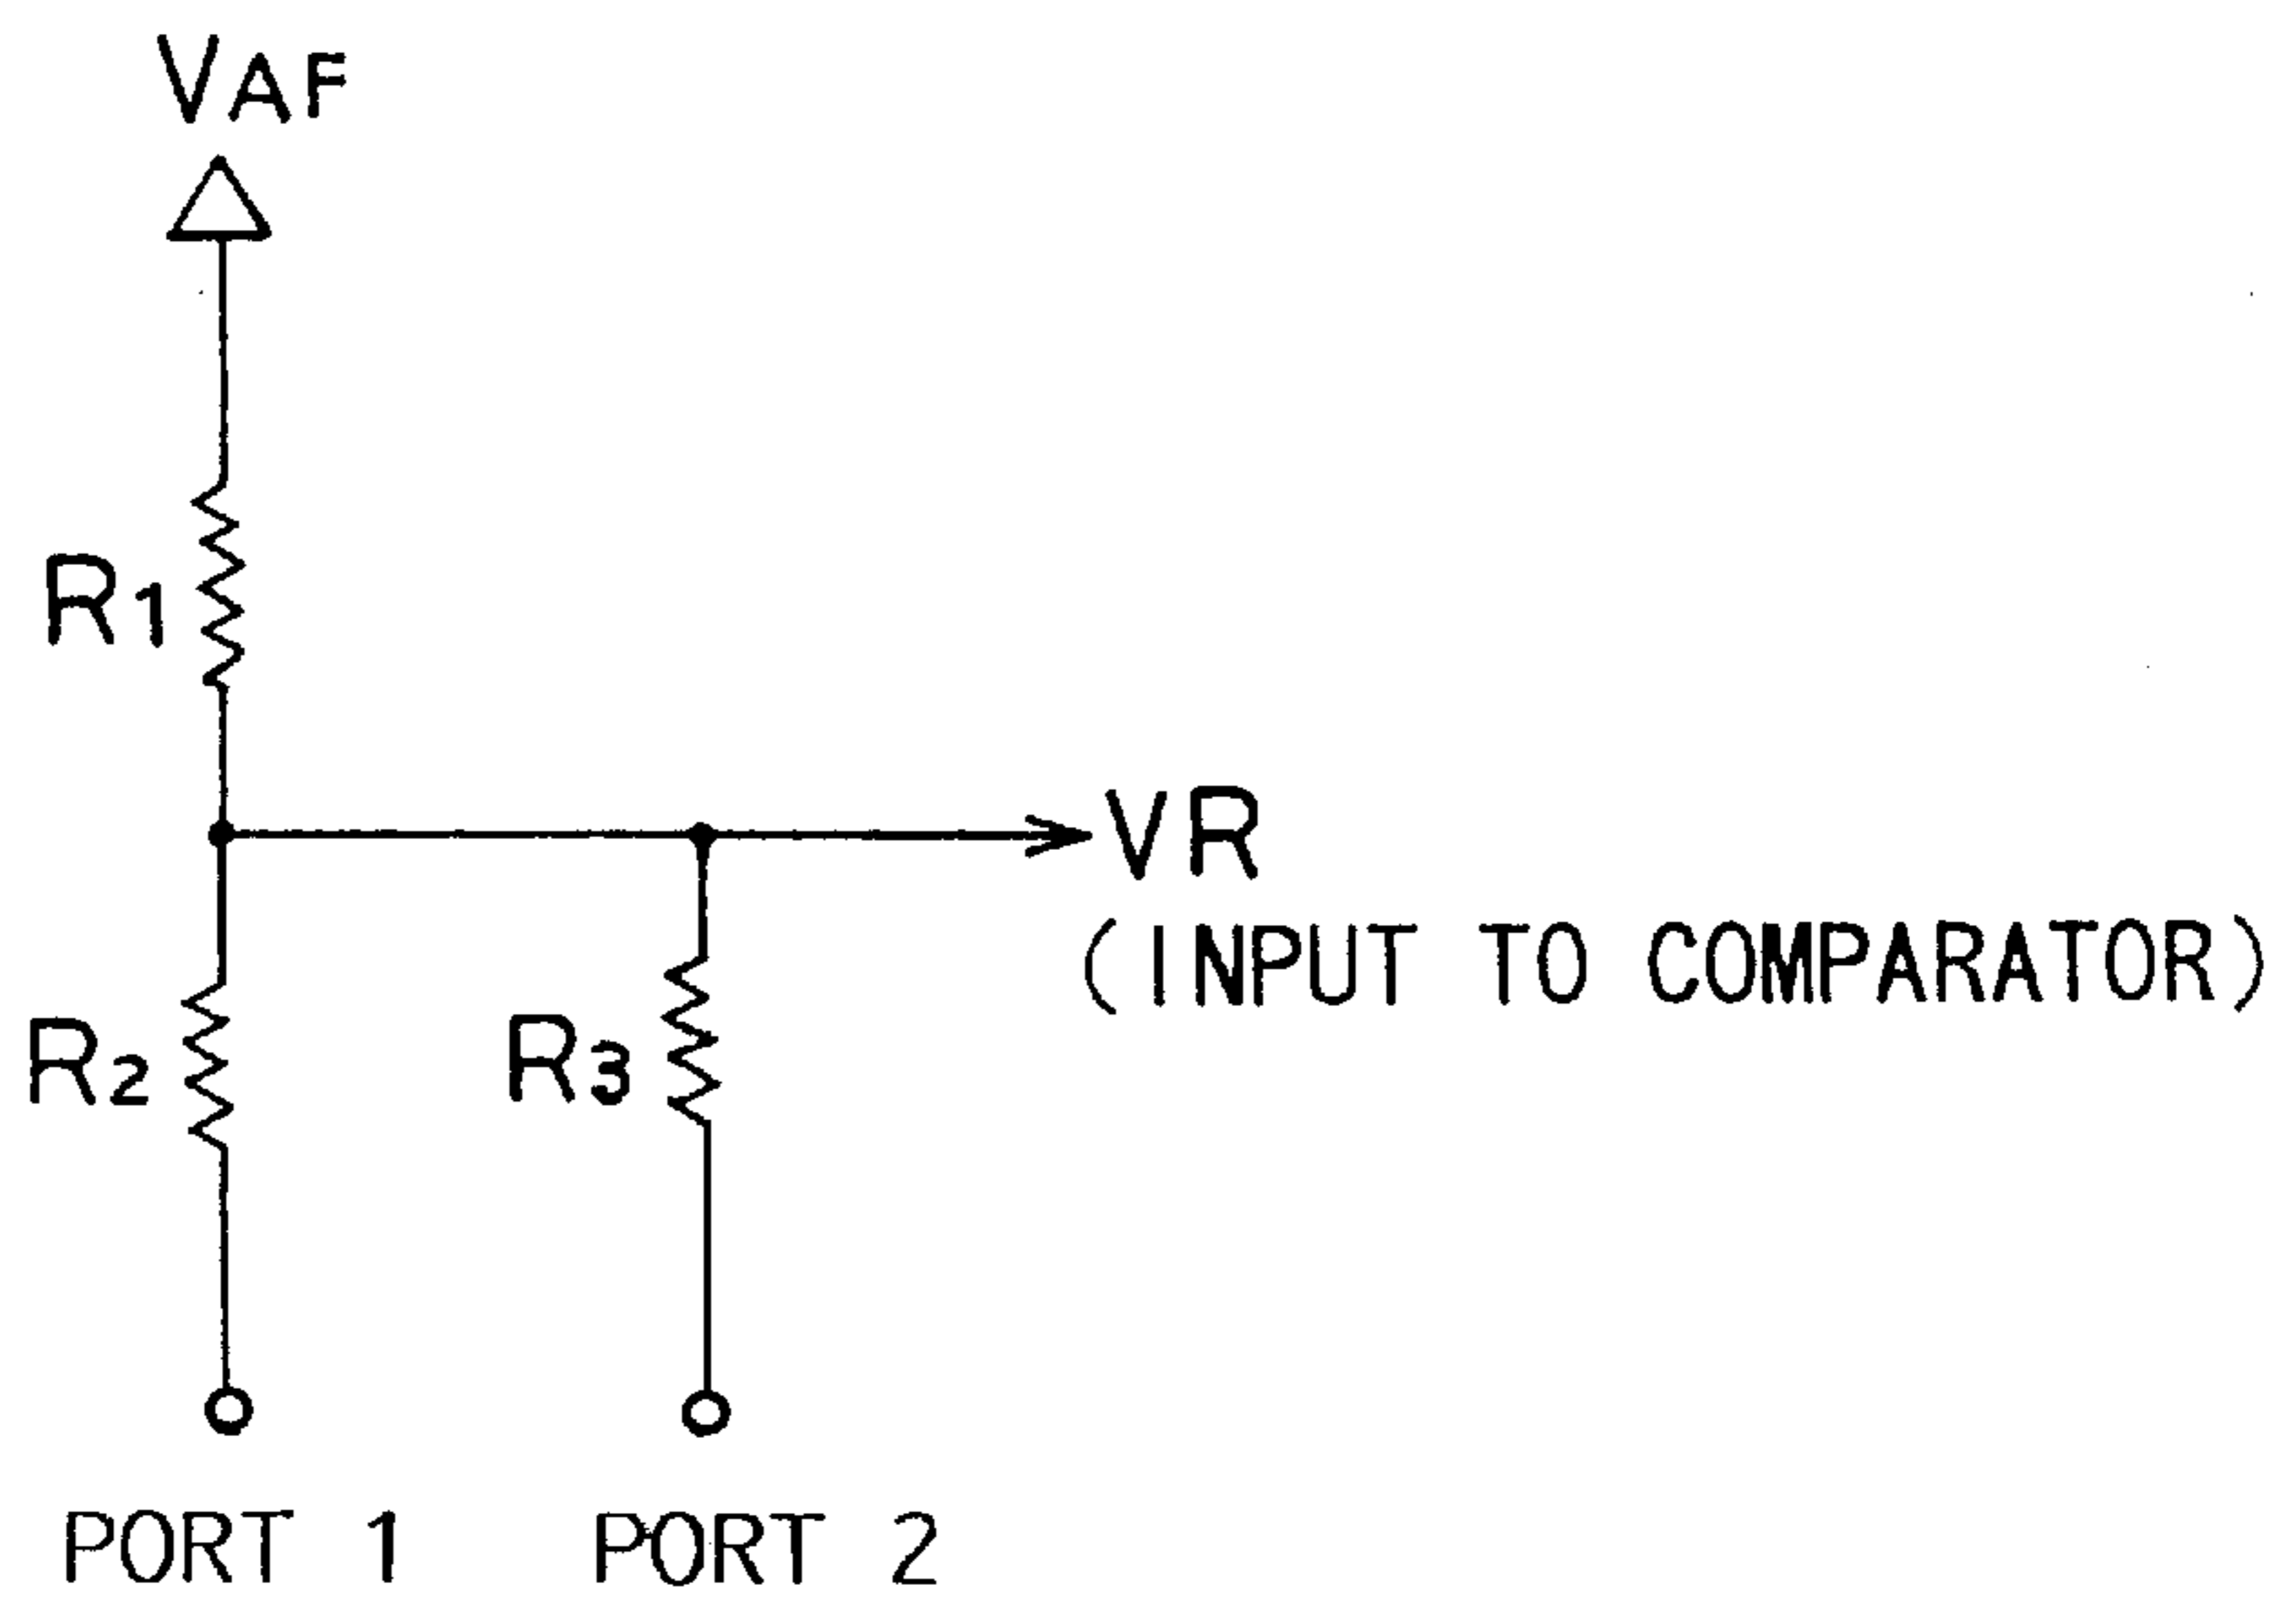 VAF
R1
VR
(INPUT TO COMPARATOR)
R2
R3
PORT 1
PORT 2